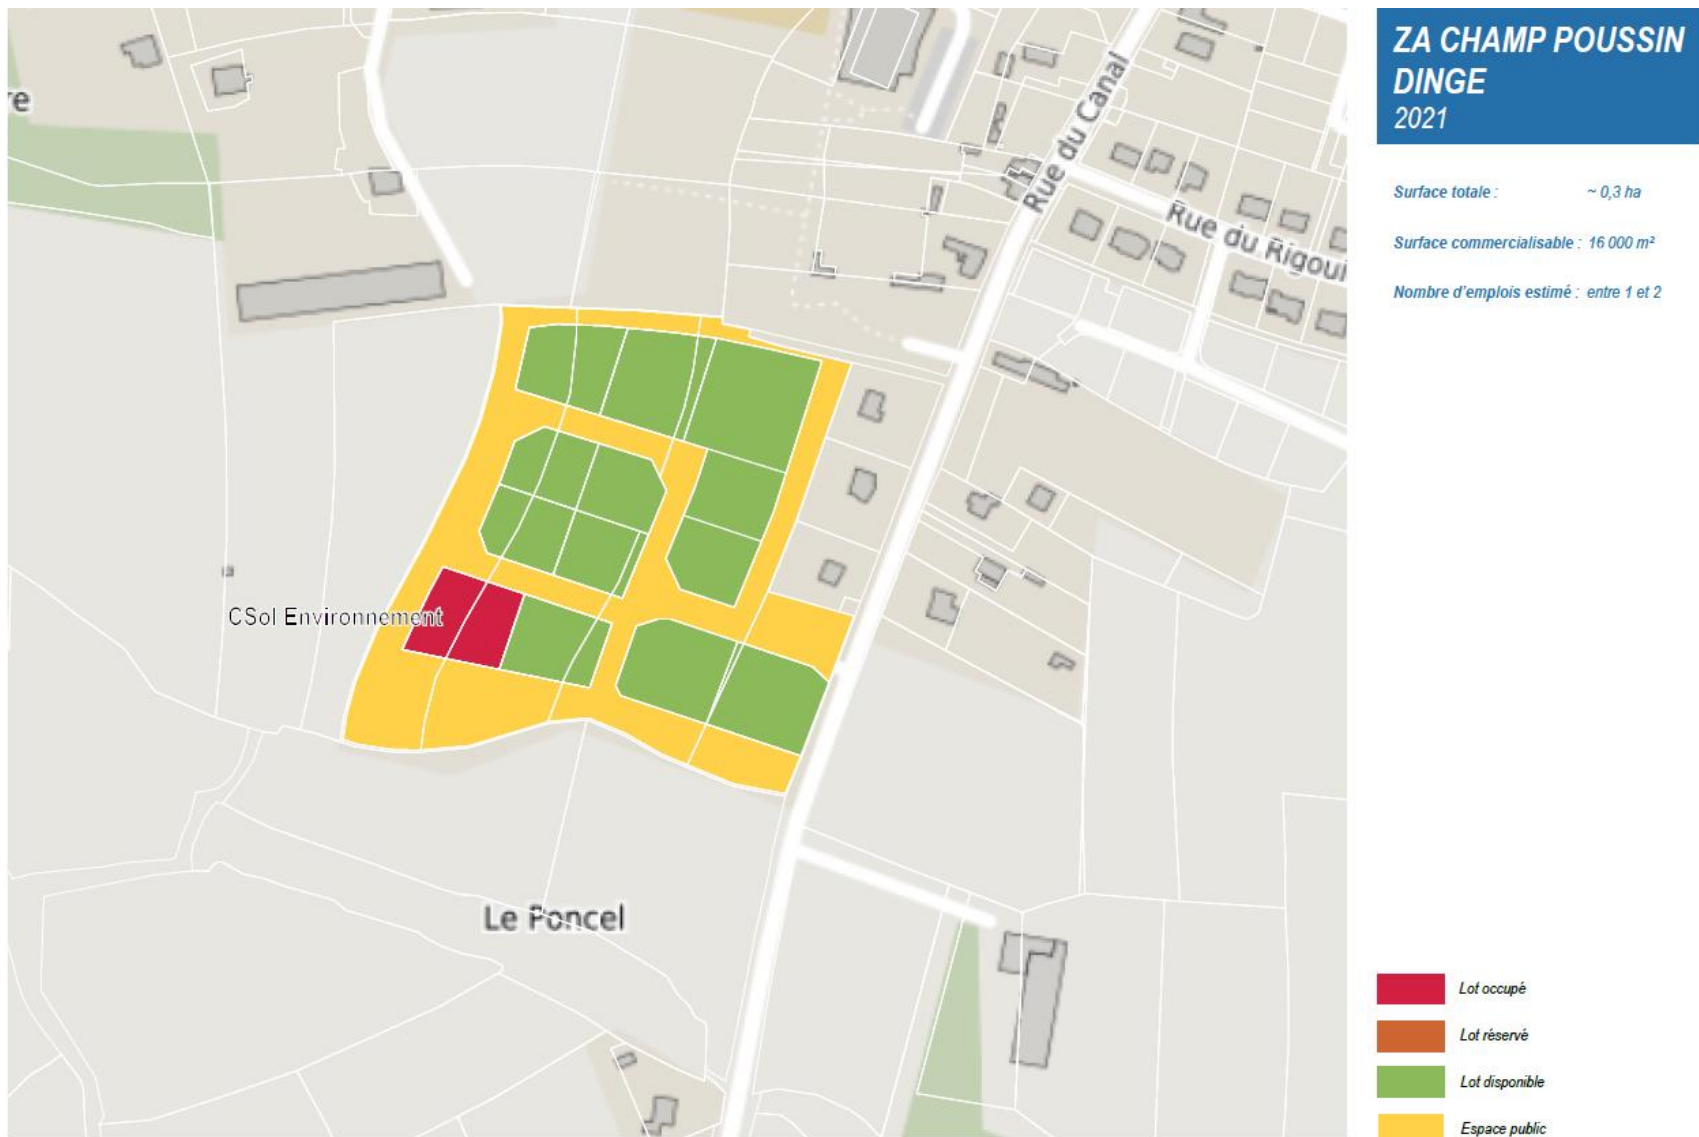 ZA CHAMP POUSSIN
DINGE
2021
Surface totale : ~ 0,3 ha
Surface commercialisable : 16 000 m²
Nombre d'emplois estimé : entre 1 et 2
re
Rue du Canal
Rue du Rigoui
CSol Environnement
Le Poncel
Lot occupé
Lot réservé
Lot disponible
Espace public